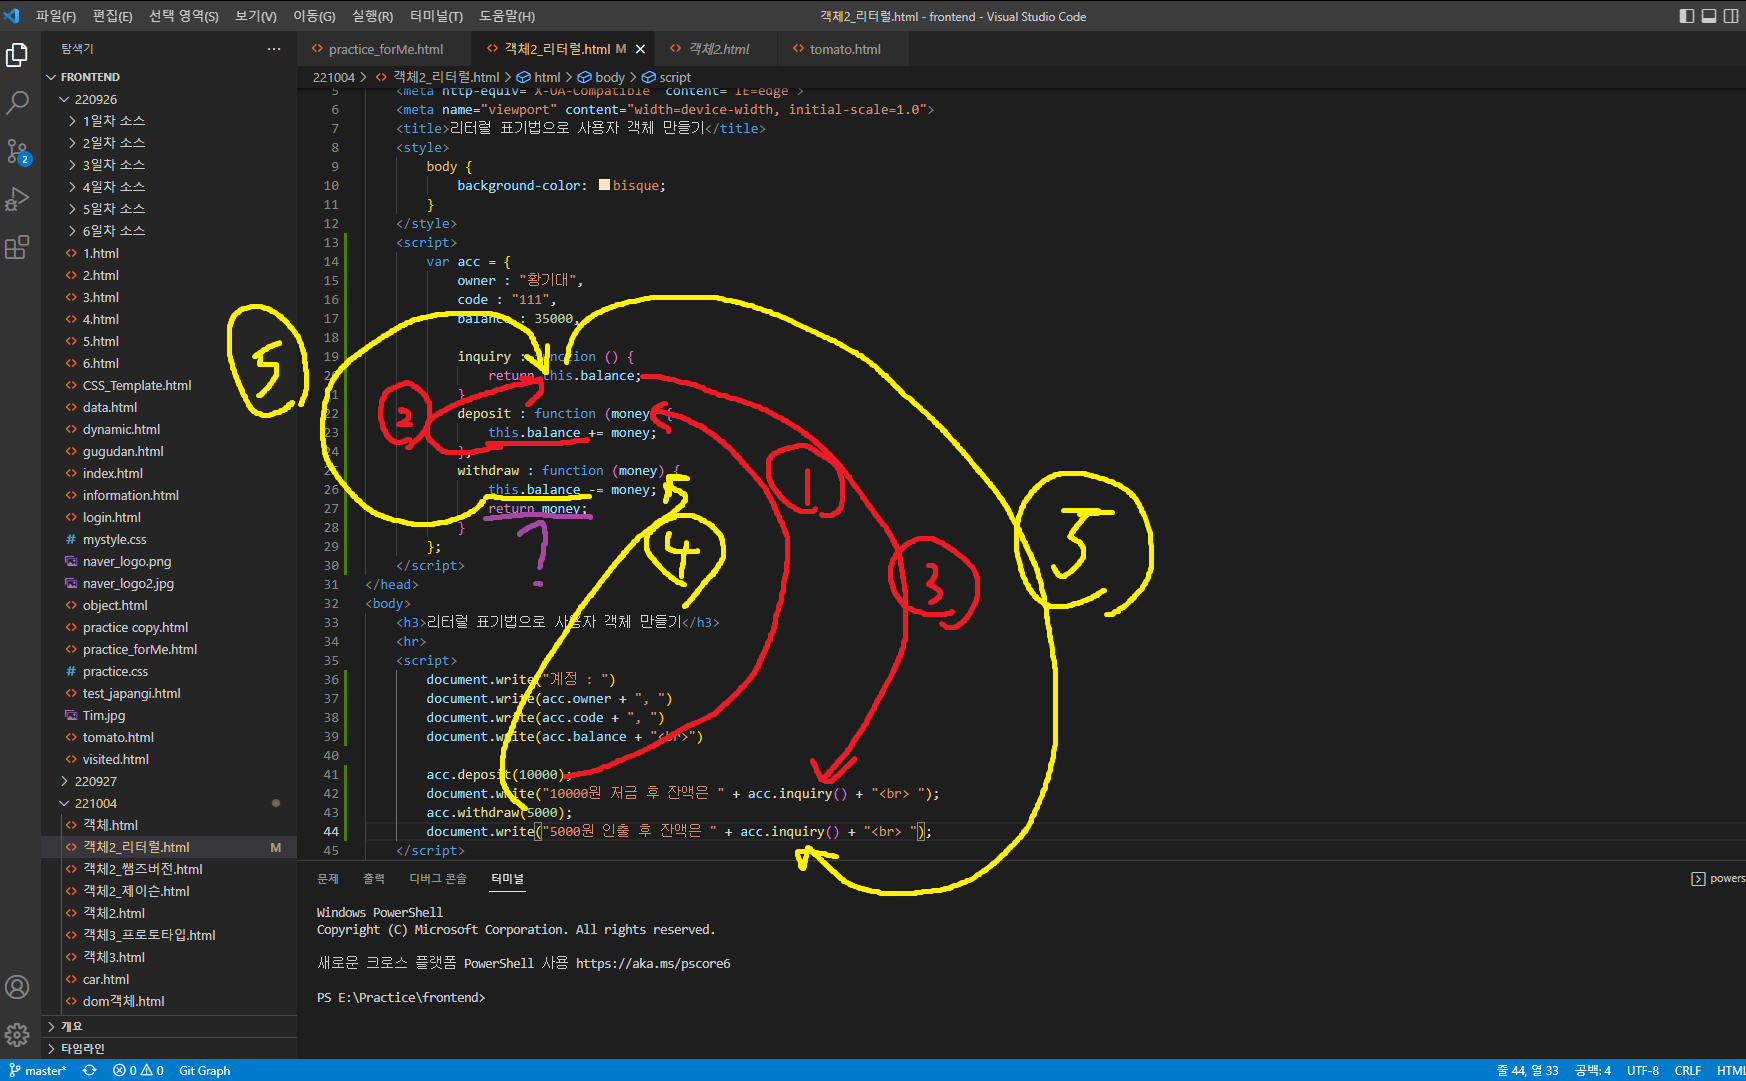 파일(F) 편집(E) 선택 영역(S) 보기(V) 이동(G) 실행(R) 터미널(T) 도움말(H) 객체2_리터럴.html - frontend - Visual Studio Code
탐색기
practice_forMe.html 객체2_리터럴.html M 객체2.html tomato.html
221004 > 객체2_리터럴.html > html > body > script
FRONTEND
220926
1일차 소스
2일차 소스
3일차 소스
4일차 소스
5일차 소스
6일차 소스
1.html
2.html
3.html
4.html
5.html
6.html
CSS_Template.html
data.html
dynamic.html
gugudan.html
index.html
information.html
login.html
mystyle.css
naver_logo.png
naver_logo2.jpg
object.html
practice copy.html
practice_forMe.html
practice.css
test_japangi.html
Tim.jpg
tomato.html
visited.html
220927
221004
객체.html
객체2_리터럴.html M
객체2_쌤즈버전.html
객체2_제이슨.html
객체2.html
객체3_프로토타입.html
객체3.html
car.html
dom객체.html
개요
타임라인
2
5 <meta http-equiv="X-UA-Compatible" content="IE=edge">
6 <meta name="viewport" content="width=device-width, initial-scale=1.0">
7 <title>리터럴 표기법으로 사용자 객체 만들기</title>
8 <style>
9 body {
10 background-color: bisque;
11 }
12 </style>
13 <script>
14 var acc = {
15 owner : "황기대",
16 code : "111",
17 balance : 35000,
18
19 inquiry : function () {
20 return this.balance;
21 }
22 deposit : function (money) {
23 this.balance += money;
24 },
25 withdraw : function (money) {
26 this.balance -= money;
27 return money;
28 }
29 };
30 </script>
31 </head>
32 <body>
33 <h3>리터럴 표기법으로 사용자 객체 만들기</h3>
34 <hr>
35 <script>
36 document.write("계정 : ")
37 document.write(acc.owner + ", ")
38 document.write(acc.code + ", ")
39 document.write(acc.balance + "<br>")
40
41 acc.deposit(10000);
42 document.write("10000원 저금 후 잔액은 " + acc.inquiry() + "<br> ");
43 acc.withdraw(5000);
44 document.write("5000원 인출 후 잔액은 " + acc.inquiry() + "<br> ");
45 </script>
5
2
1
5
4
3
3
?
문제 출력 디버그 콘솔 터미널 powers
Windows PowerShell
Copyright (C) Microsoft Corporation. All rights reserved.
새로운 크로스 플랫폼 PowerShell 사용 https://aka.ms/pscore6
PS E:\Practice\frontend>
master* 0 0 Git Graph 줄 44, 열 33 공백: 4 UTF-8 CRLF HTML